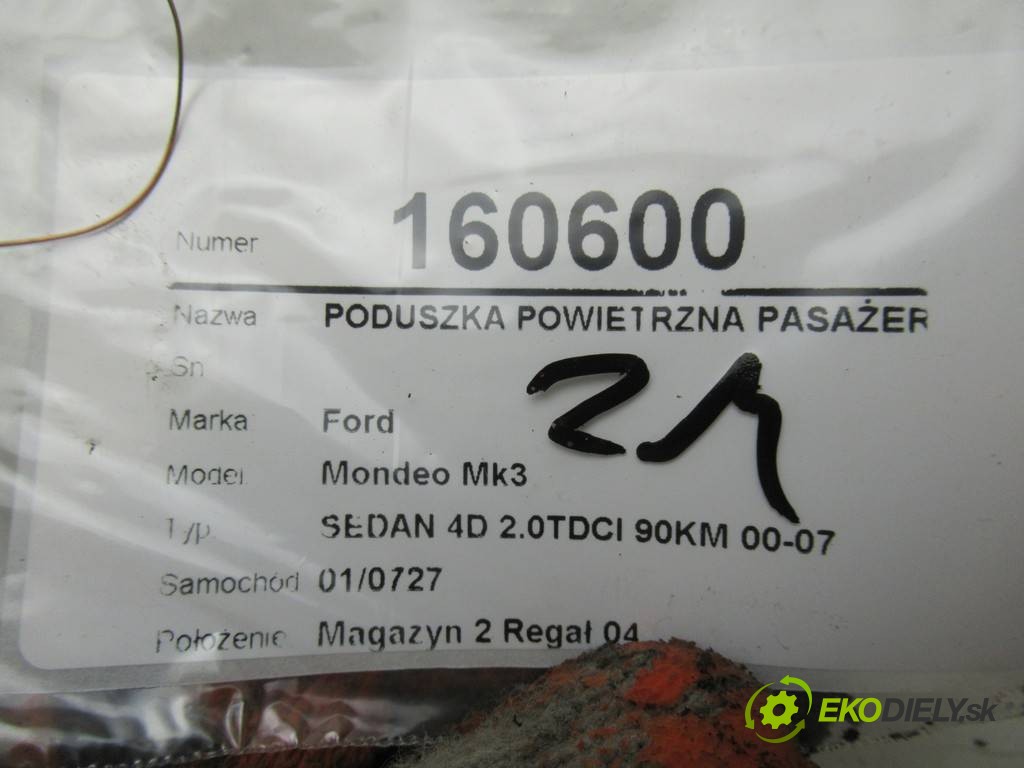 Numer 160600
Nazwa PODUSZKA POWIETRZNA PASAŻER
Sn
Marka Ford
Model Mondeo Mk3
Typ SEDAN 4D 2.0TDCI 90KM 00-07
Samochód 01/0727
Położenie Magazyn 2 Regał 04
EKODIELY.sk